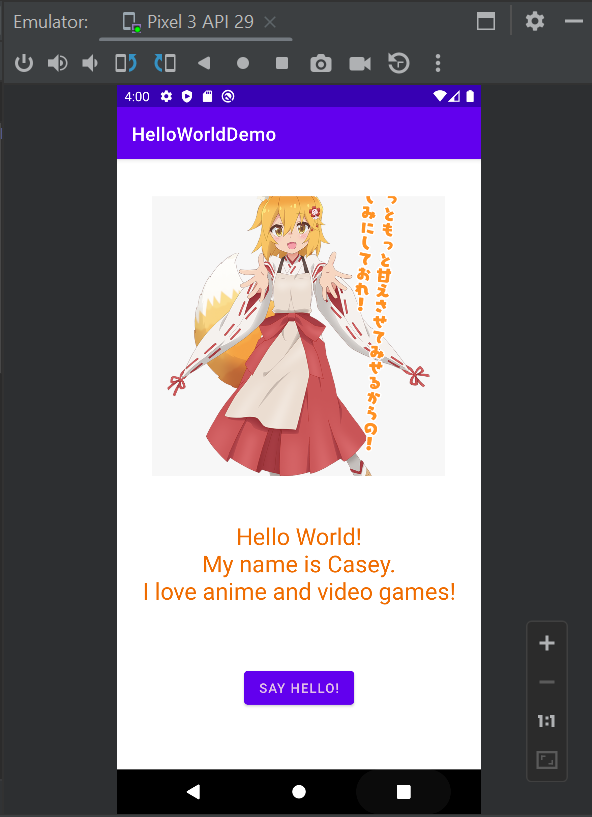 Emulator: Pixel 3 API 29
4:00
HelloWorldDemo
っともっと甘えさせてみせるからの!
しみにしておれ!
Hello World!
My name is Casey.
I love anime and video games!
SAY HELLO!
1:1